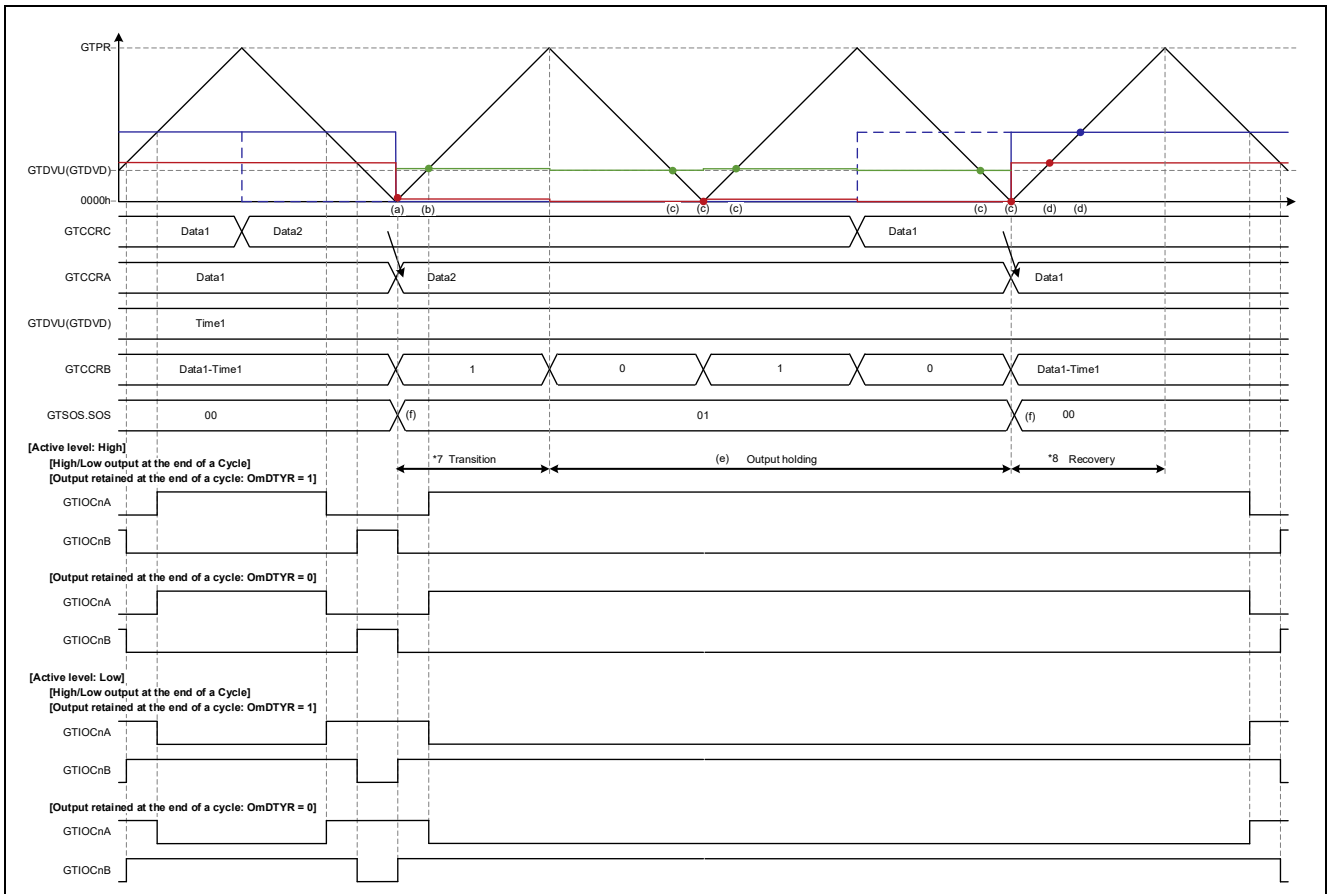 GTPR
GTDVU(GTDVD)
0000h
(a) (b) (c) (c) (c) (c) (c) (d) (d)
GTCCRC Data1 Data2 Data1
GTCCRA Data1 Data2 Data1
GTDVU(GTDVD) Time1
GTCCRB Data1-Time1 1 0 1 0 Data1-Time1
GTSOS.SOS 00 (f) 01 (f) 00
[Active level: High]
*7 Transition (e) Output holding *8 Recovery
[High/Low output at the end of a Cycle]
[Output retained at the end of a cycle: OmDTYR = 1]
GTIOCnA
GTIOCnB
[Output retained at the end of a cycle: OmDTYR = 0]
GTIOCnA
GTIOCnB
[Active level: Low]
[High/Low output at the end of a Cycle]
[Output retained at the end of a cycle: OmDTYR = 1]
GTIOCnA
GTIOCnB
[Output retained at the end of a cycle: OmDTYR = 0]
GTIOCnA
GTIOCnB